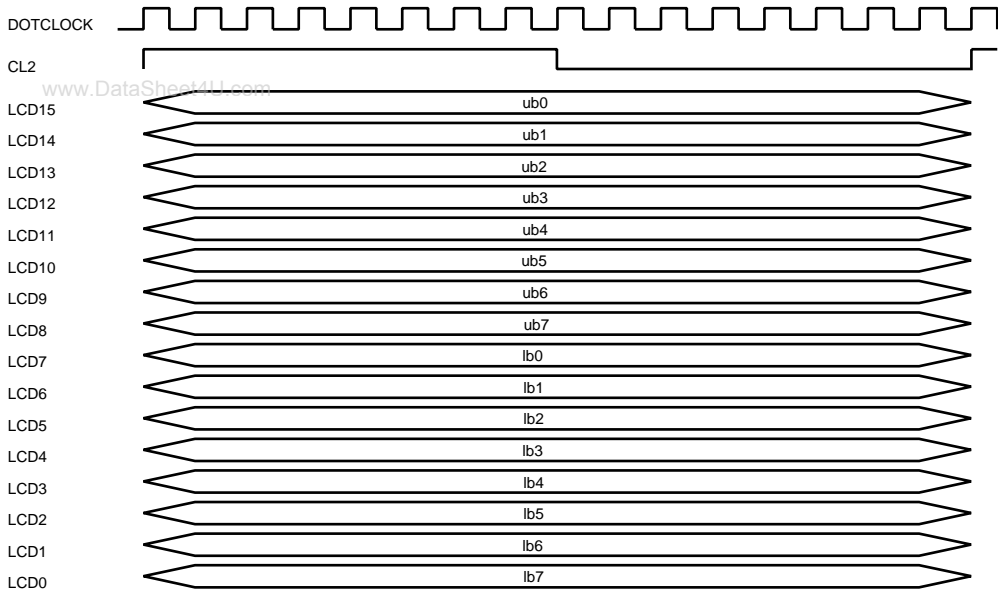 DOTCLOCK
CL2
www.DataSheet4U.com
LCD15 ub0
LCD14 ub1
LCD13 ub2
LCD12 ub3
LCD11 ub4
LCD10 ub5
LCD9 ub6
LCD8 ub7
LCD7 lb0
LCD6 lb1
LCD5 lb2
LCD4 lb3
LCD3 lb4
LCD2 lb5
LCD1 lb6
LCD0 lb7